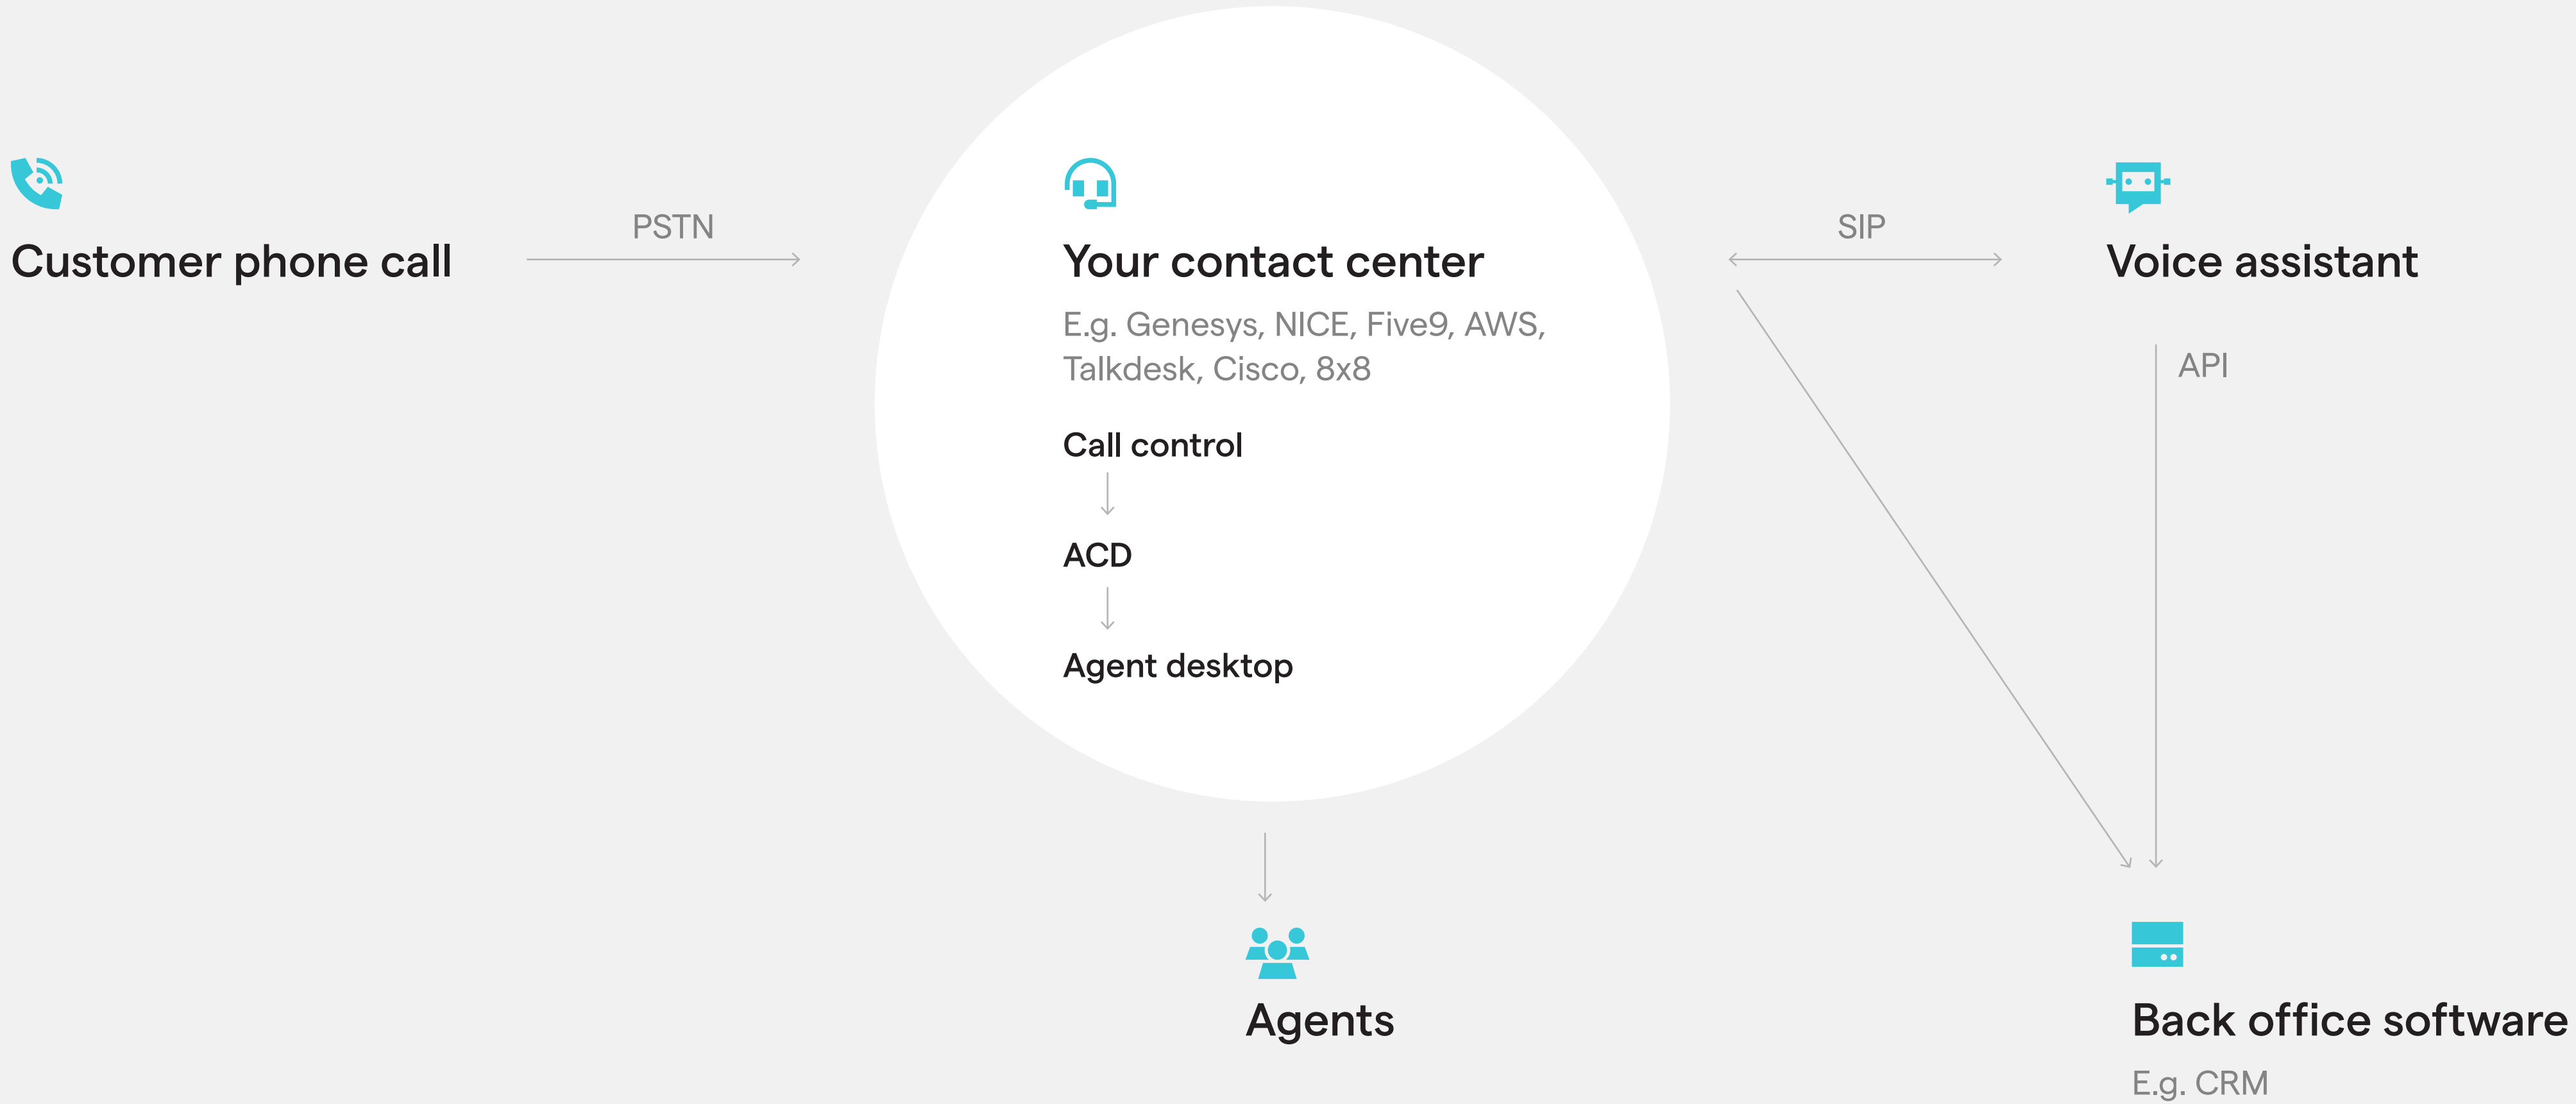 Customer phone call
PSTN
Your contact center
E.g. Genesys, NICE, Five9, AWS,
Talkdesk, Cisco, 8x8
Call control
ACD
Agent desktop
SIP
Voice assistant
API
Agents
Back office software
E.g. CRM